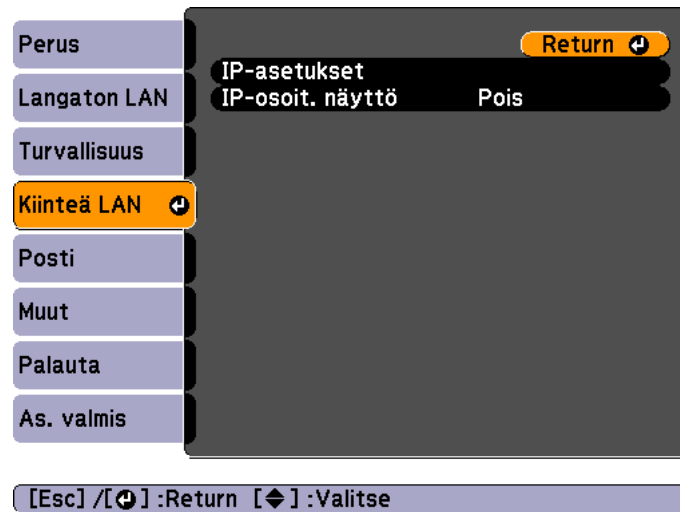 Perus
Langaton LAN
Turvallisuus
Kiinteä LAN
Posti
Muut
Palauta
As. valmis
Return
IP-asetukset
IP-osoit. näyttö Pois
[Esc] /[⏎] :Return [◆] :Valitse